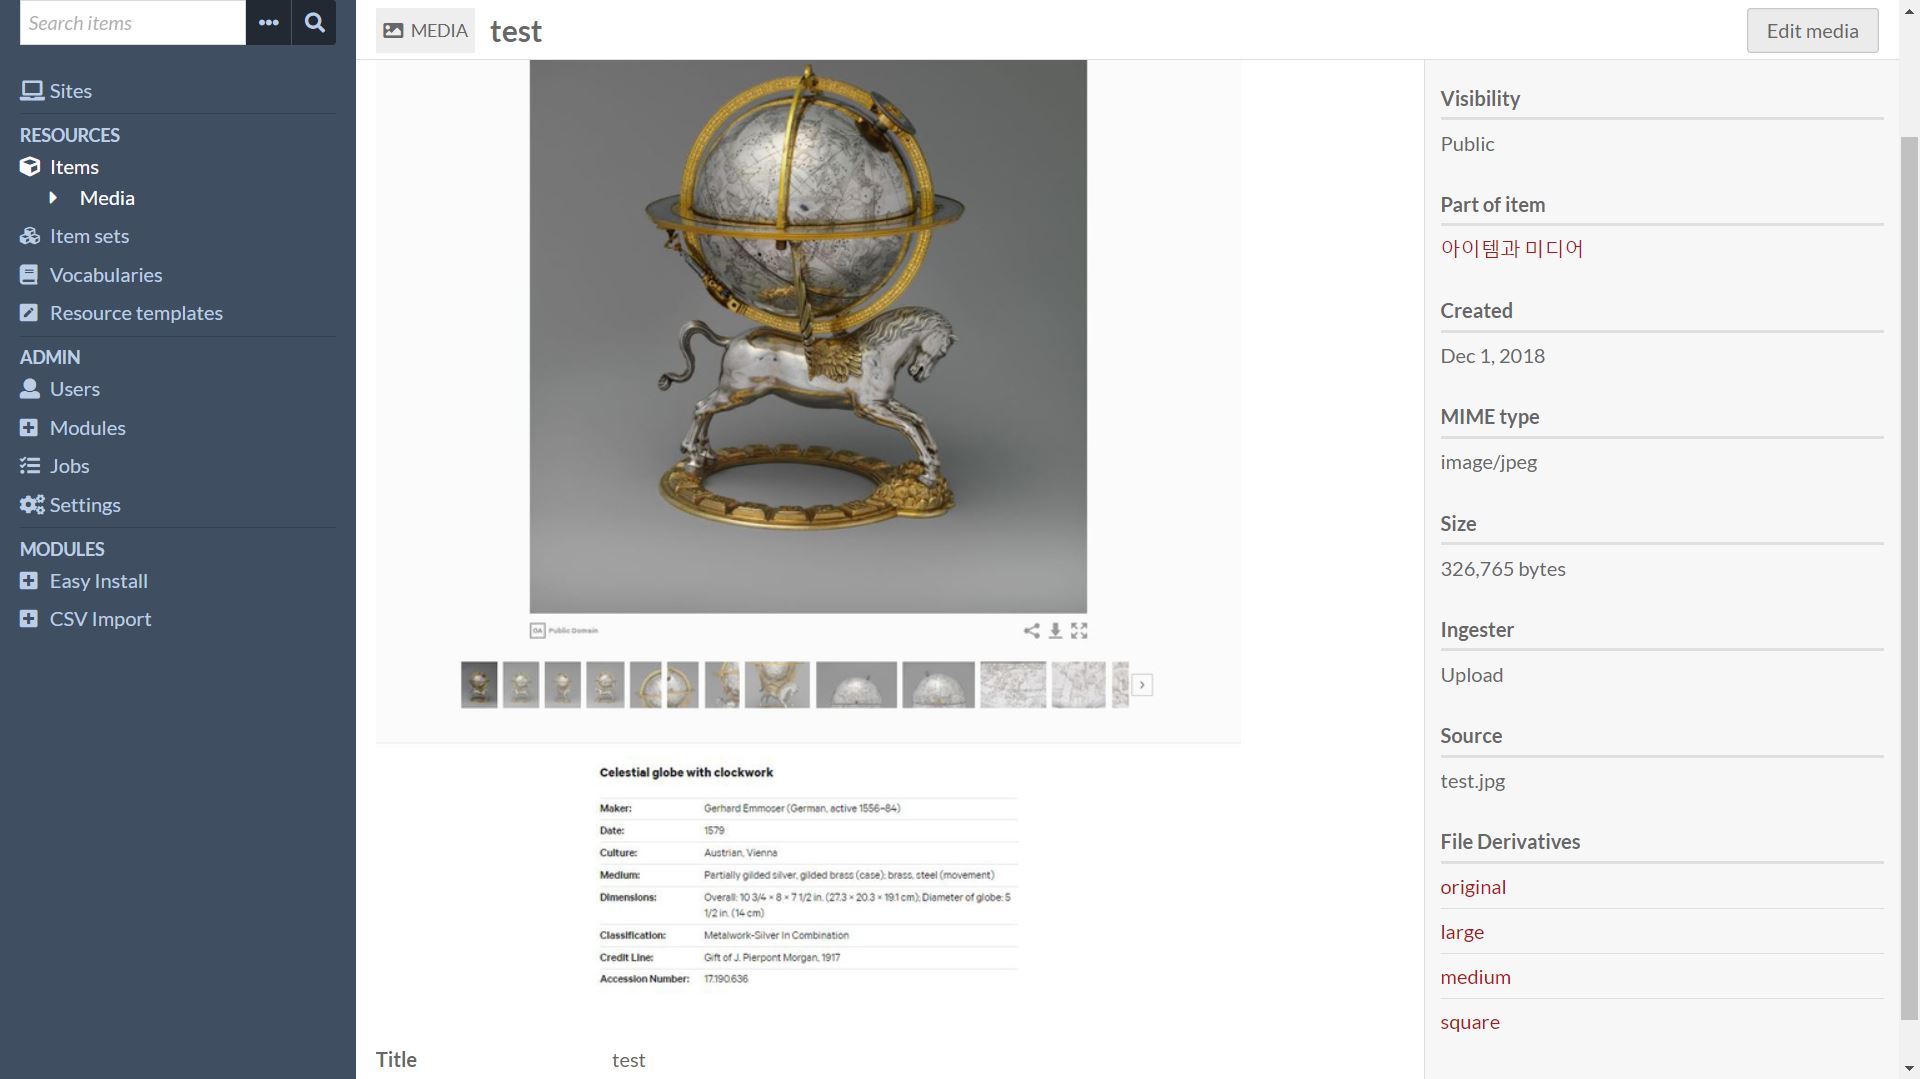 Search items
Sites
RESOURCES
Items
Media
Item sets
Vocabularies
Resource templates
ADMIN
Users
Modules
Jobs
Settings
MODULES
Easy Install
CSV Import
MEDIA test
Edit media
OA Public Domain
Celestial globe with clockwork
Maker: Gerhard Emmoser (German, active 1556–84)
Date: 1579
Culture: Austrian, Vienna
Medium: Partially gilded silver, gilded brass (case); brass, steel (movement)
Dimensions: Overall: 10 3/4 × 8 × 7 1/2 in. (27.3 × 20.3 × 19.1 cm); Diameter of globe: 5
1/2 in. (14 cm)
Classification: Metalwork-Silver In Combination
Credit Line: Gift of J. Pierpont Morgan, 1917
Accession Number: 17.190.636
Title test
Visibility
Public
Part of item
아이템과 미디어
Created
Dec 1, 2018
MIME type
image/jpeg
Size
326,765 bytes
Ingester
Upload
Source
test.jpg
File Derivatives
original
large
medium
square